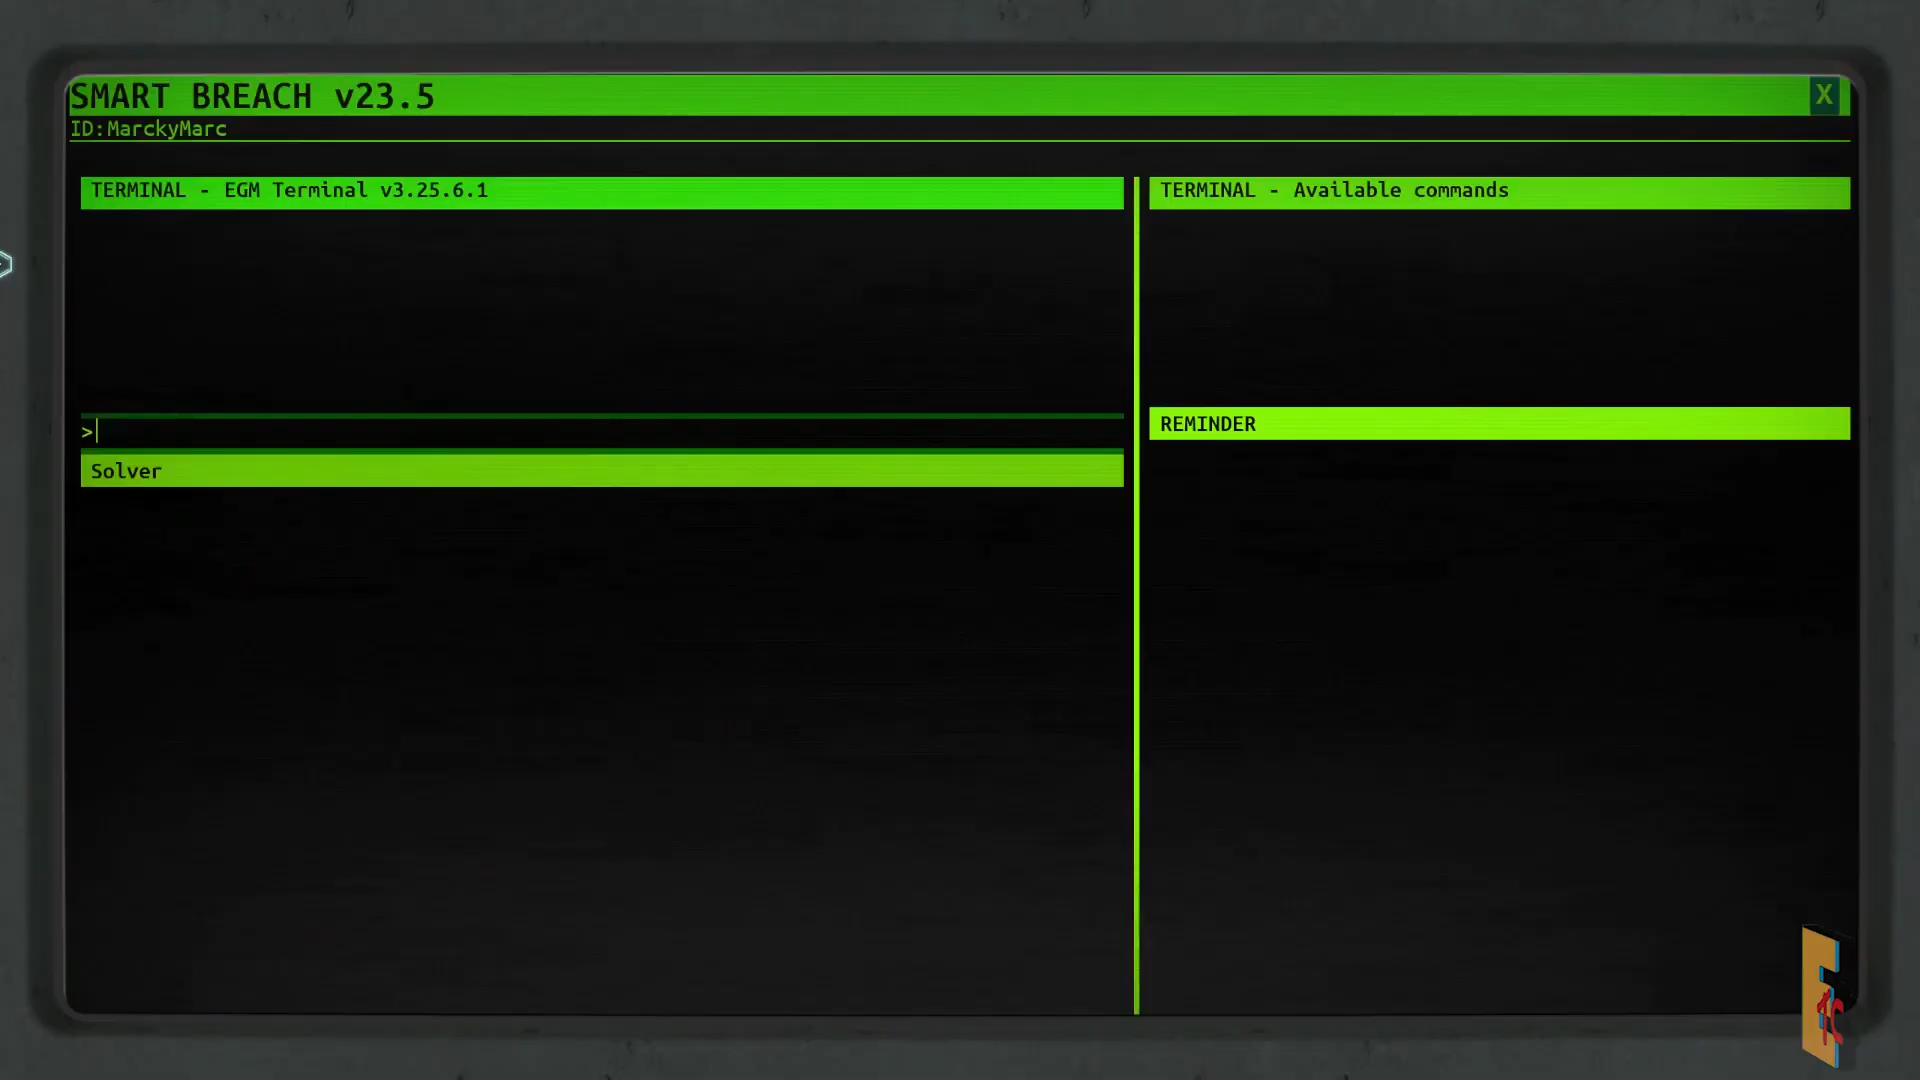 SMART BREACH v23.5
X
ID:MarckyMarc
TERMINAL - EGM Terminal v3.25.6.1
>
Solver
TERMINAL - Available commands
REMINDER